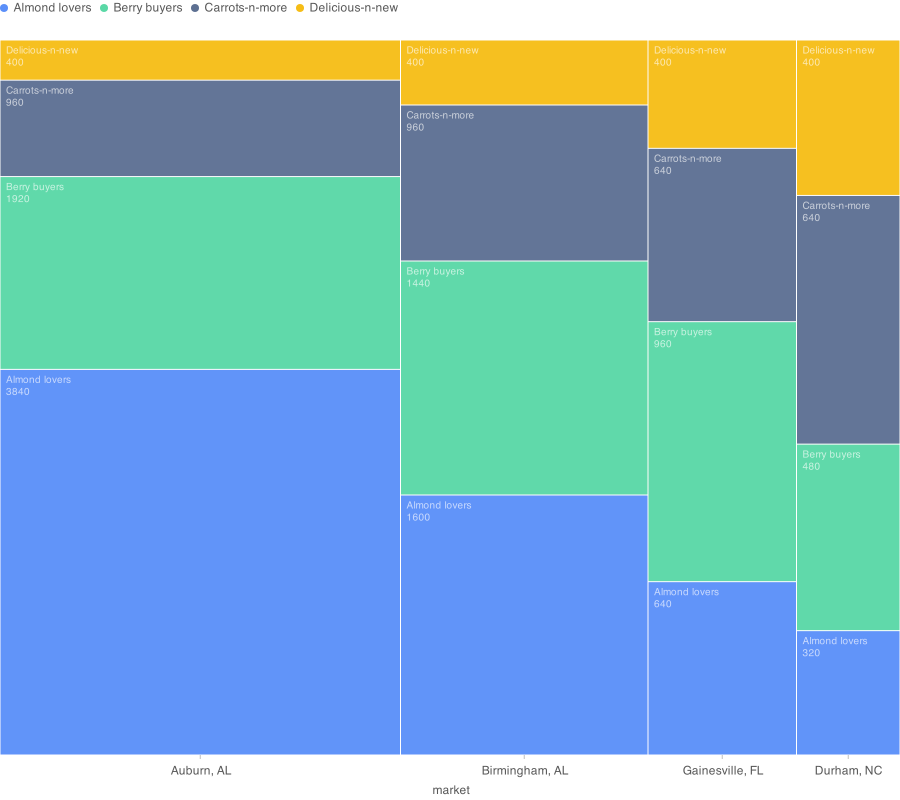 Almond lovers Berry buyers Carrots-n-more Delicious-n-new
Delicious-n-new
400
Carrots-n-more
960
Berry buyers
1920
Almond lovers
3840
Delicious-n-new
400
Carrots-n-more
960
Berry buyers
1440
Almond lovers
1600
Delicious-n-new
400
Carrots-n-more
640
Berry buyers
960
Almond lovers
640
Delicious-n-new
400
Carrots-n-more
640
Berry buyers
480
Almond lovers
320
Auburn, AL Birmingham, AL Gainesville, FL Durham, NC
market